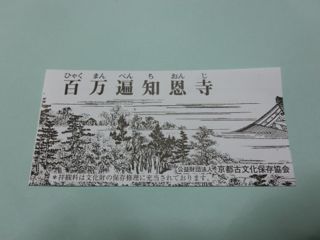 ひゃく まん べん ち おん じ
百万遍知恩寺
公益財団法人 京都古文化保存協会
＊拝観料は文化財の保存修理に充当されております。